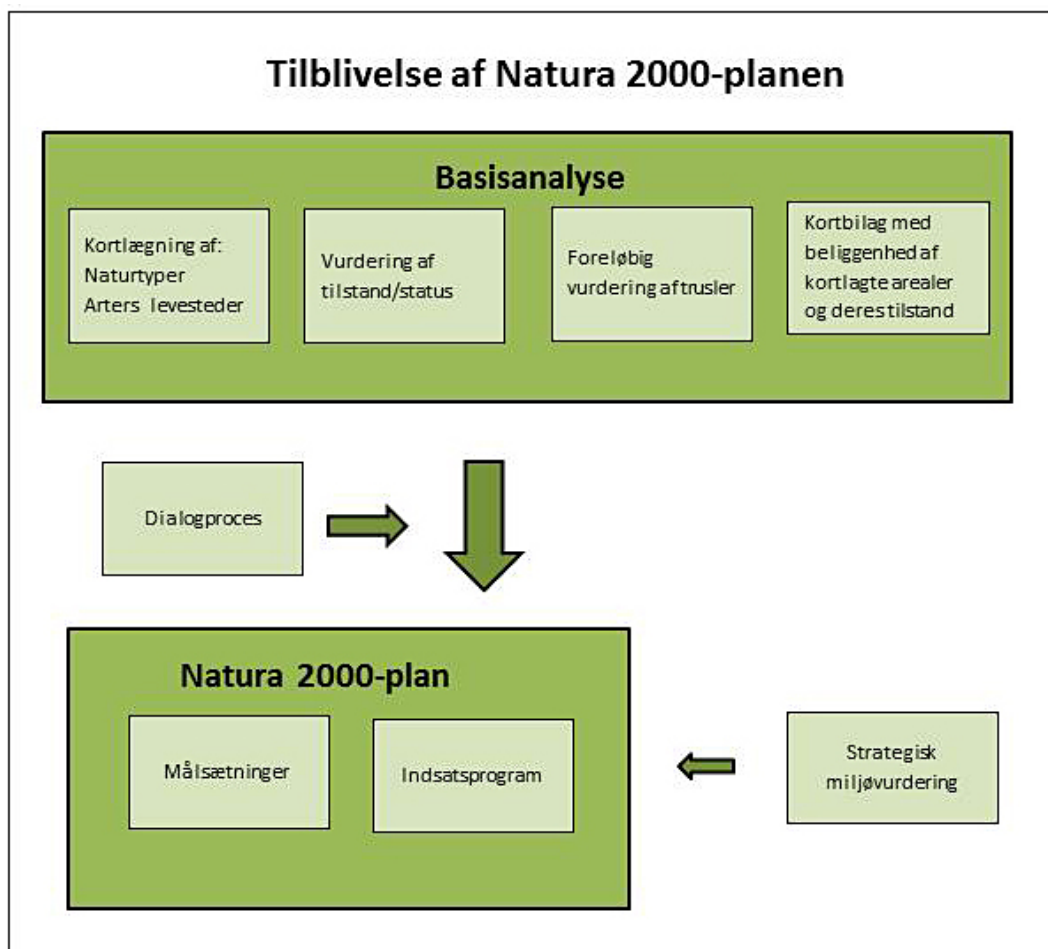 Tilblivelse af Natura 2000-planen
Basisanalyse
Kortlægning af:
Naturtyper
Arters levesteder
Vurdering af
tilstand/status
Foreløbig
vurdering af trusler
Kortbilag med
beliggenhed af
kortlagte arealer
og deres tilstand
Dialogproces
Natura 2000-plan
Målsætninger
Indsatsprogram
Strategisk
miljøvurdering